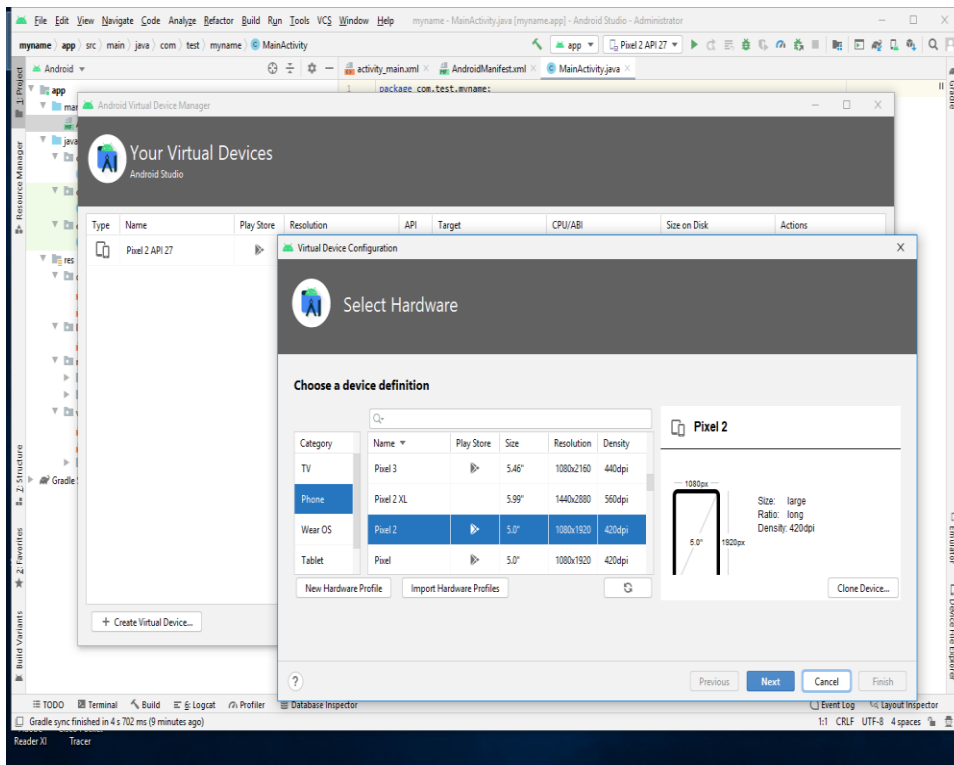 File Edit View Navigate Code Analyze Refactor Build Run Tools VCS Window Help myname - MainActivity.java [myname.app] - Android Studio - Administrator
myname app src main java com test myname MainActivity app Pixel 2 API 27
Android activity_main.xml AndroidManifest.xml MainActivity.java
1: Project
Resource Manager
Z: Structure
2: Favorites
Build Variants
Gradle
Emulator
Device File Explorer
app
java
res
Gradle
1 package com.test.myname;
Android Virtual Device Manager
Your Virtual Devices
Android Studio
Type Name Play Store Resolution API Target CPU/ABI Size on Disk Actions
Pixel 2 API 27
+ Create Virtual Device...
Virtual Device Configuration
Select Hardware
Choose a device definition
Category Name Play Store Size Resolution Density
TV Pixel 3 5.46" 1080x2160 440dpi
Phone Pixel 2 XL 5.99" 1440x2880 560dpi
Wear OS Pixel 2 5.0" 1080x1920 420dpi
Tablet Pixel 5.0" 1080x1920 420dpi
New Hardware Profile Import Hardware Profiles
Pixel 2
1080px
5.0" 1920px
Size: large
Ratio: long
Density: 420dpi
Clone Device...
? Previous Next Cancel Finish
TODO Terminal Build 6: Logcat Profiler Database Inspector Event Log Layout Inspector
Gradle sync finished in 4 s 702 ms (9 minutes ago) 1:1 CRLF UTF-8 4 spaces
Reader XI Tracer